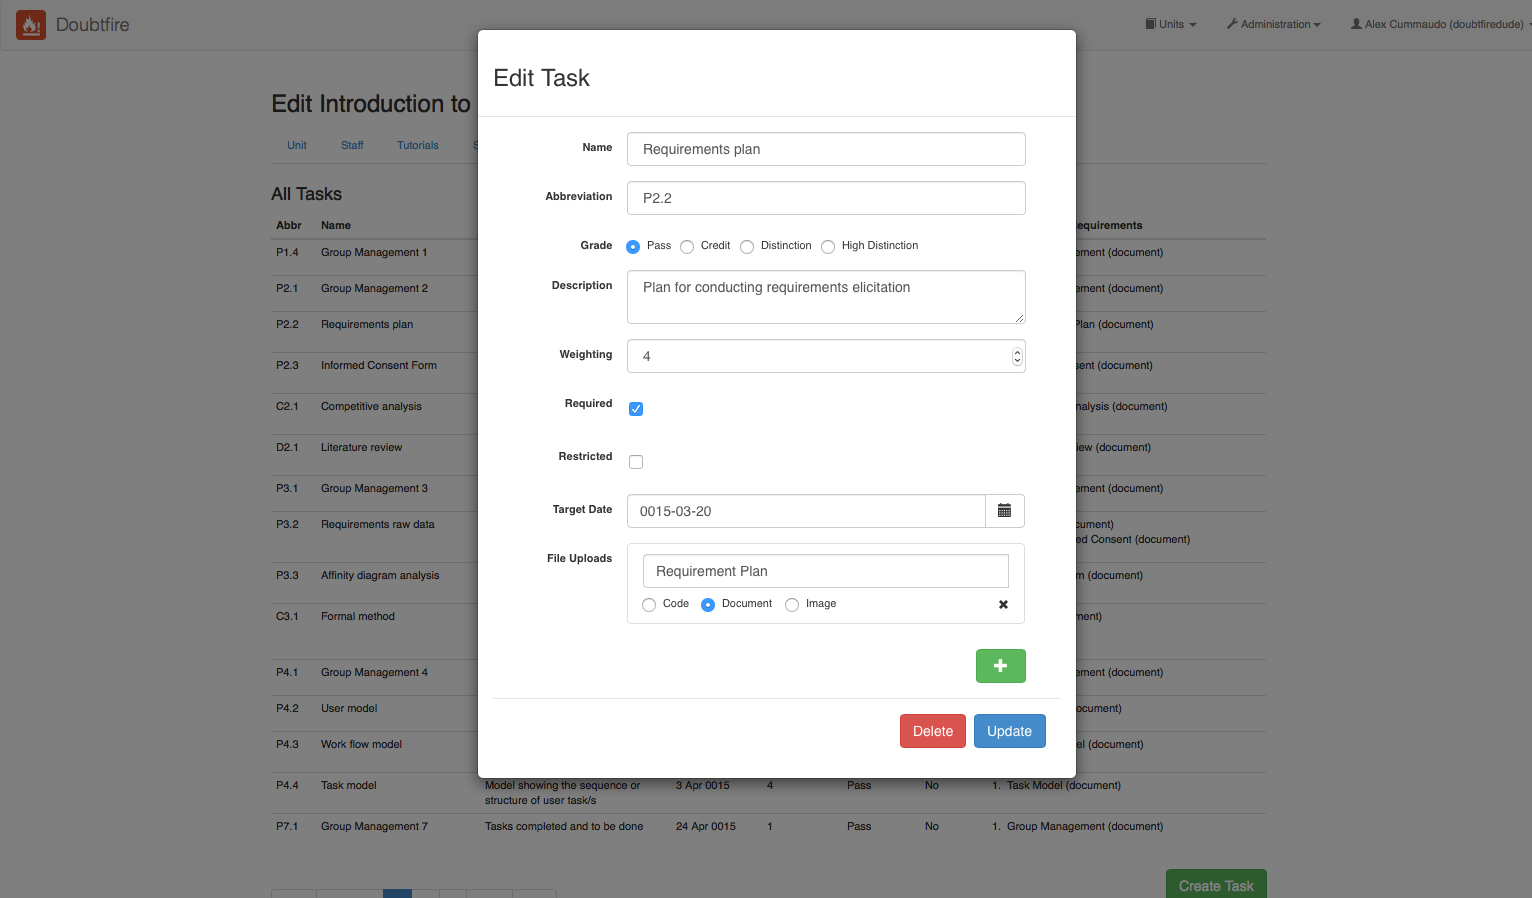 Doubtfire
Units
Administration
Alex Cummaudo (doubtfiredude)
Edit Introduction to
Unit Staff Tutorials S
All Tasks
Abbr Name equirements
P1.4 Group Management 1 ement (document)
P2.1 Group Management 2 ement (document)
P2.2 Requirements plan Plan (document)
P2.3 Informed Consent Form sent (document)
C2.1 Competitive analysis nalysis (document)
D2.1 Literature review iew (document)
P3.1 Group Management 3 ement (document)
P3.2 Requirements raw data cument)
ed Consent (document)
P3.3 Affinity diagram analysis m (document)
C3.1 Formal method ment)
P4.1 Group Management 4 ement (document)
P4.2 User model ocument)
P4.3 Work flow model el (document)
P4.4 Task model Model showing the sequence or 3 Apr 0015 4 Pass No 1. Task Model (document)
structure of user task/s
P7.1 Group Management 7 Tasks completed and to be done 24 Apr 0015 1 Pass No 1. Group Management (document)
Create Task
Edit Task
Name Requirements plan
Abbreviation P2.2
Grade Pass Credit Distinction High Distinction
Description Plan for conducting requirements elicitation
Weighting 4
Required
Restricted
Target Date 0015-03-20
File Uploads Requirement Plan
Code Document Image
Delete Update